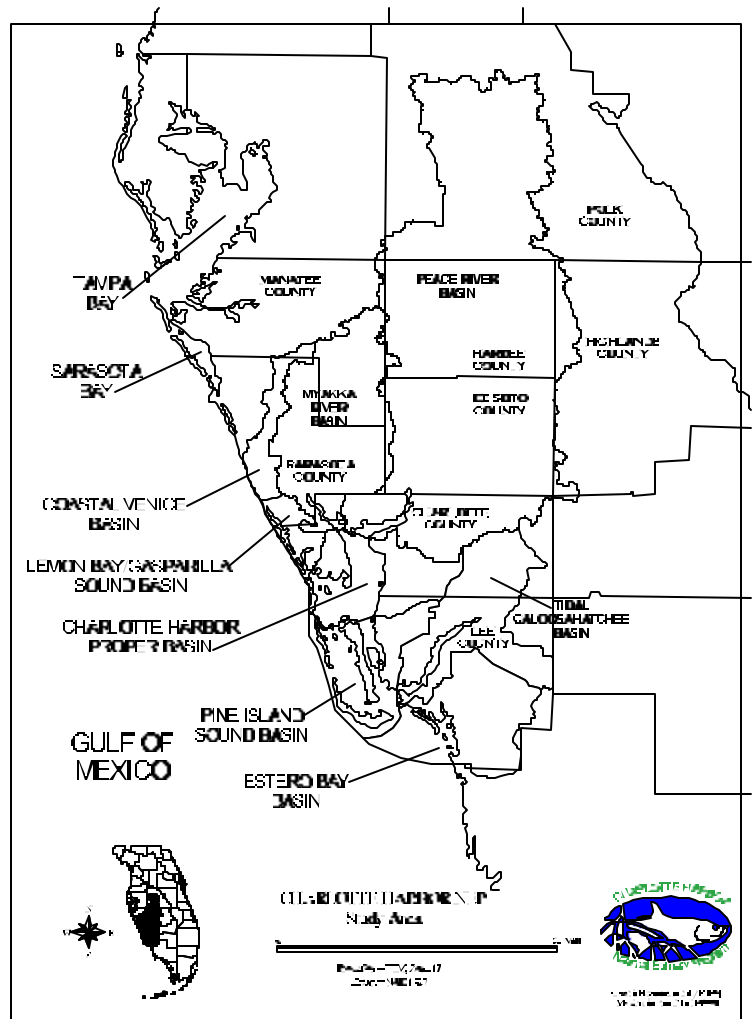 POLK
COUNTY
TAMPA
BAY
MANATEE
COUNTY
PEACE RIVER
BASIN
SARASOTA
BAY
HARDEE
COUNTY
HIGHLANDS
COUNTY
MYAKKA
RIVER
BASIN
DE SOTO
COUNTY
SARASOTA
COUNTY
COASTAL VENICE
BASIN
CHARLOTTE
COUNTY
LEMON BAY/GASPARILLA
SOUND BASIN
CHARLOTTE HARBOR
PROPER BASIN
TIDAL
CALOOSAHATCHEE
BASIN
LEE
COUNTY
PINE ISLAND
SOUND BASIN
GULF OF
MEXICO
ESTERO BAY
BASIN
CHARLOTTE HARBOR NEP
Study Area
CHARLOTTE HARBOR